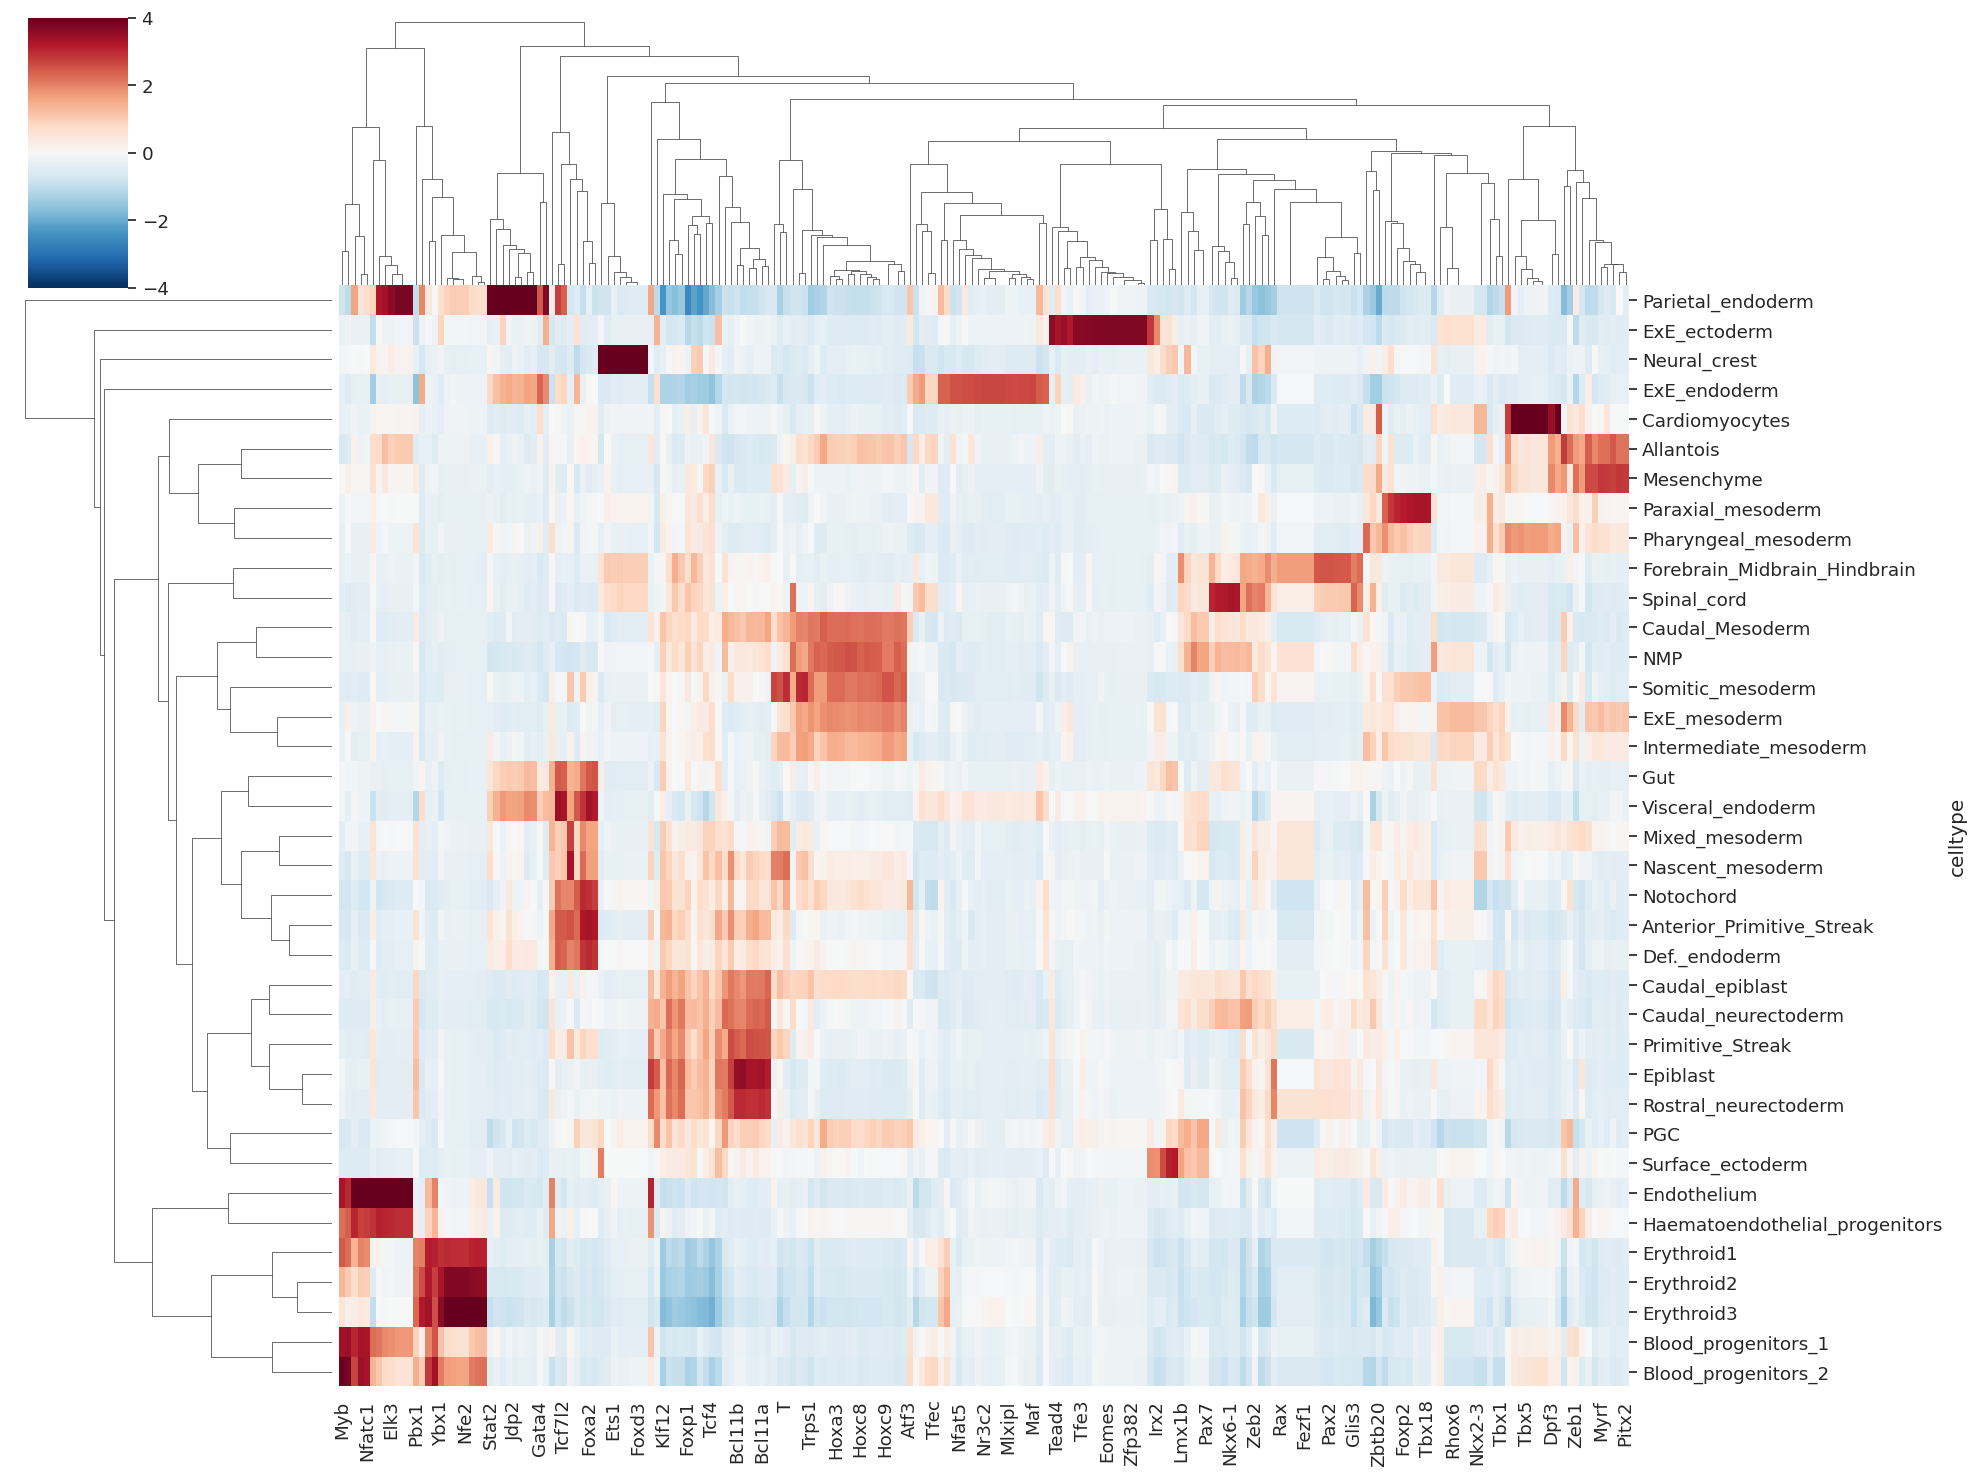 4
2
0
−2
−4
Parietal_endoderm
ExE_ectoderm
Neural_crest
ExE_endoderm
Cardiomyocytes
Allantois
Mesenchyme
Paraxial_mesoderm
Pharyngeal_mesoderm
Forebrain_Midbrain_Hindbrain
Spinal_cord
Caudal_Mesoderm
NMP
Somitic_mesoderm
ExE_mesoderm
Intermediate_mesoderm
Gut
Visceral_endoderm
Mixed_mesoderm
Nascent_mesoderm
Notochord
Anterior_Primitive_Streak
Def._endoderm
Caudal_epiblast
Caudal_neurectoderm
Primitive_Streak
Epiblast
Rostral_neurectoderm
PGC
Surface_ectoderm
Endothelium
Haematoendothelial_progenitors
Erythroid1
Erythroid2
Erythroid3
Blood_progenitors_1
Blood_progenitors_2
celltype
Myb
Nfatc1
Elk3
Pbx1
Ybx1
Nfe2
Stat2
Jdp2
Gata4
Tcf7l2
Foxa2
Ets1
Foxd3
Klf12
Foxp1
Tcf4
Bcl11b
Bcl11a
T
Trps1
Hoxa3
Hoxc8
Hoxc9
Atf3
Tfec
Nfat5
Nr3c2
Mlxipl
Maf
Tead4
Tfe3
Eomes
Zfp382
Irx2
Lmx1b
Pax7
Nkx6-1
Zeb2
Rax
Fezf1
Pax2
Glis3
Zbtb20
Foxp2
Tbx18
Rhox6
Nkx2-3
Tbx1
Tbx5
Dpf3
Zeb1
Myrf
Pitx2